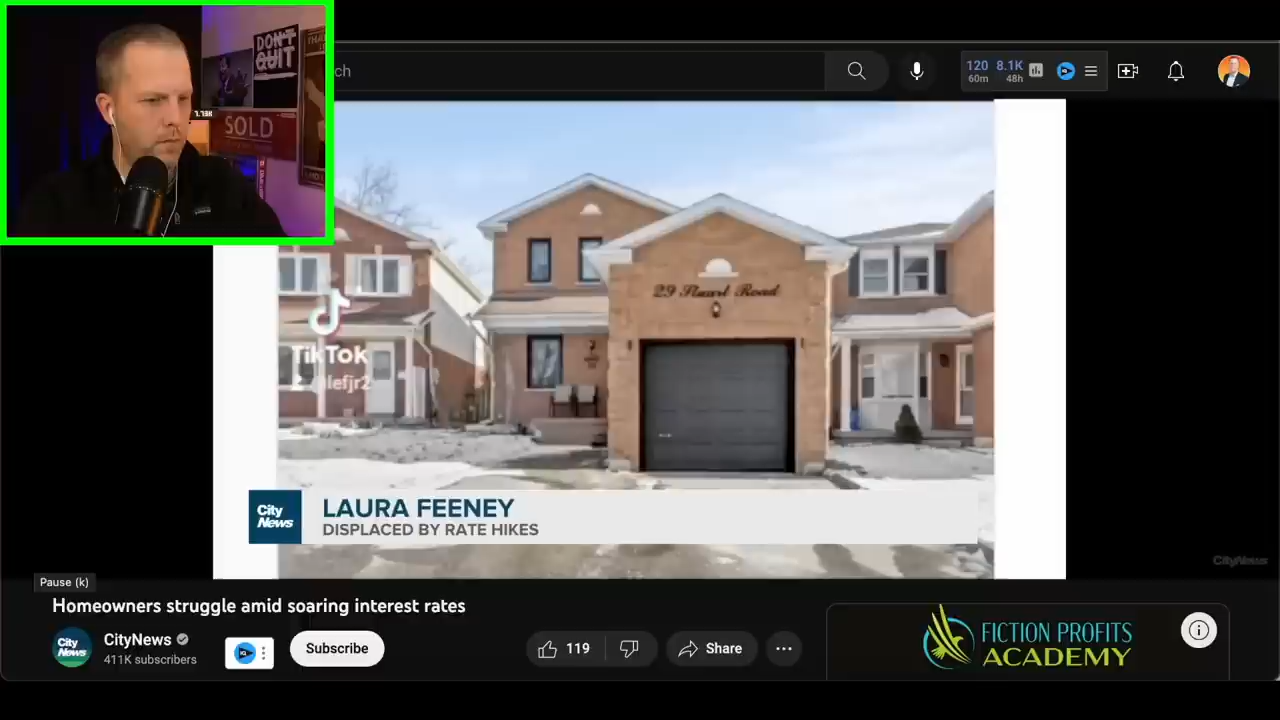 DON'T
QUIT
SOLD
ch
120 8.1K
60m 48h
29 Stuart Road
TikTok
City
News
LAURA FEENEY
DISPLACED BY RATE HIKES
CityNews
Pause (k)
Homeowners struggle amid soaring interest rates
City
News
CityNews
411K subscribers
Subscribe
119
Share
FICTION PROFITS
ACADEMY